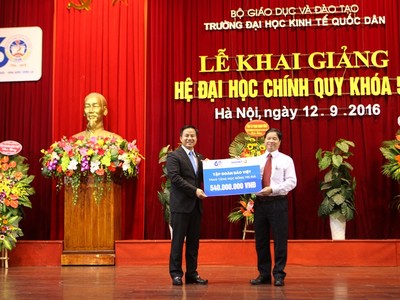 BỘ GIÁO DỤC VÀ ĐÀO TẠO
TRƯỜNG ĐẠI HỌC KINH TẾ QUỐC DÂN
LỄ KHAI GIẢNG
HỆ ĐẠI HỌC CHÍNH QUY KHÓA 5
Hà Nội, ngày 12.9.2016
TẬP ĐOÀN BẢO VIỆT
540.000.000 VNĐ